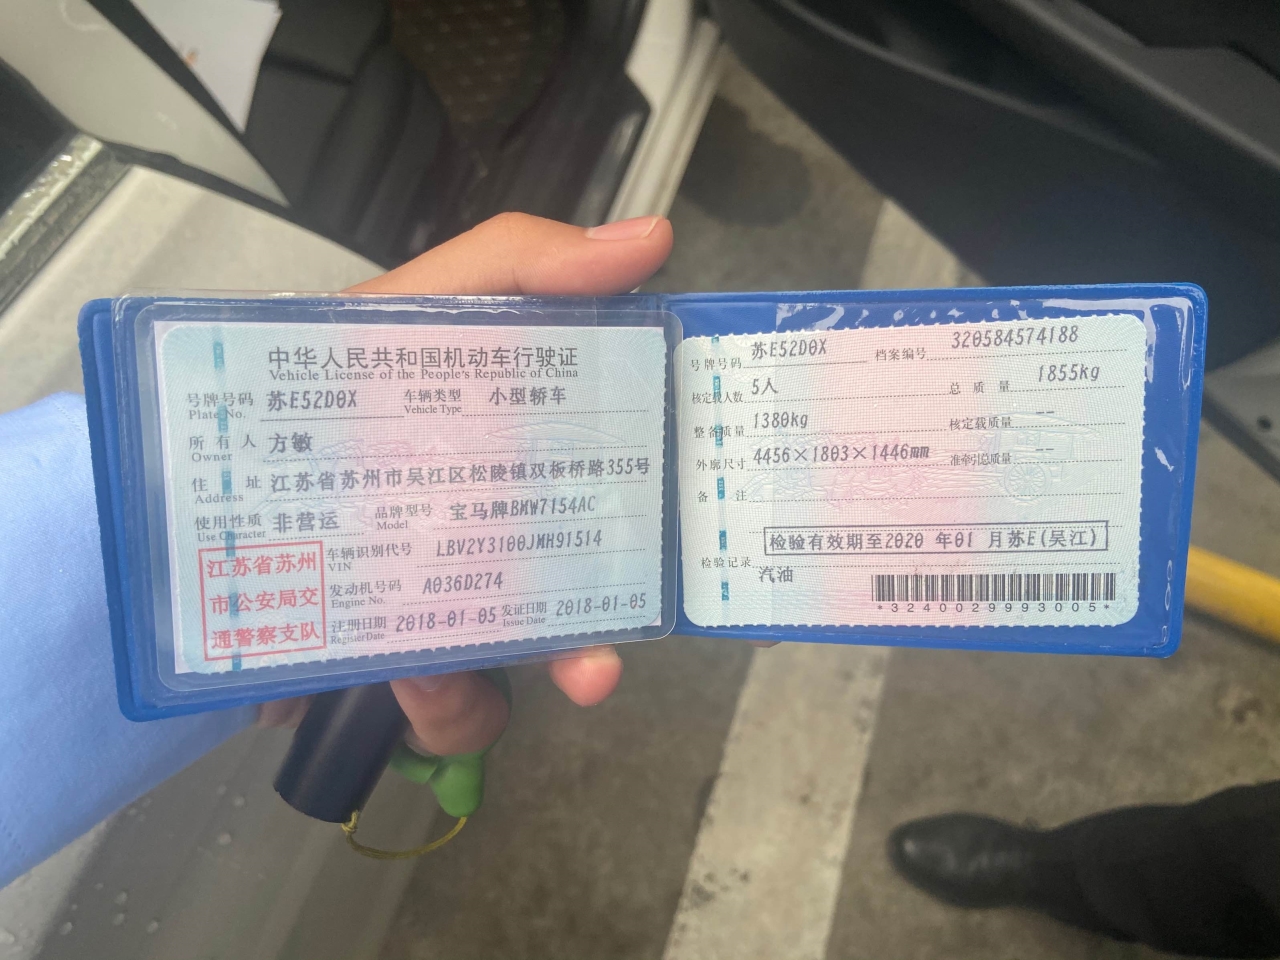 中华人民共和国机动车行驶证
Vehicle License of the People's Republic of China
号牌号码 苏E52D0X 车辆类型 小型轿车
Plate No. Vehicle Type
所有人 方敏
Owner
住址 江苏省苏州市吴江区松陵镇双板桥路355号
Address
使用性质 非营运 品牌型号 宝马牌BMW7154AC
Use Character Model
江苏省苏州
市公安局交
通警察支队
车辆识别代号 LBV2Y3100JMH91514
VIN
发动机号码 A036D274
Engine No.
注册日期 2018-01-05 发证日期 2018-01-05
Register Date Issue Date
号牌号码 苏E52D0X 档案编号 320584574188
核定载人数 5人 总质量 1855kg
整备质量 1380kg 核定载质量 --
外廓尺寸 4456×1803×1446mm 准牵引总质量 --
备注
检验有效期至2020 年01 月苏E(吴江)
检验记录
汽油
*3240029993005*